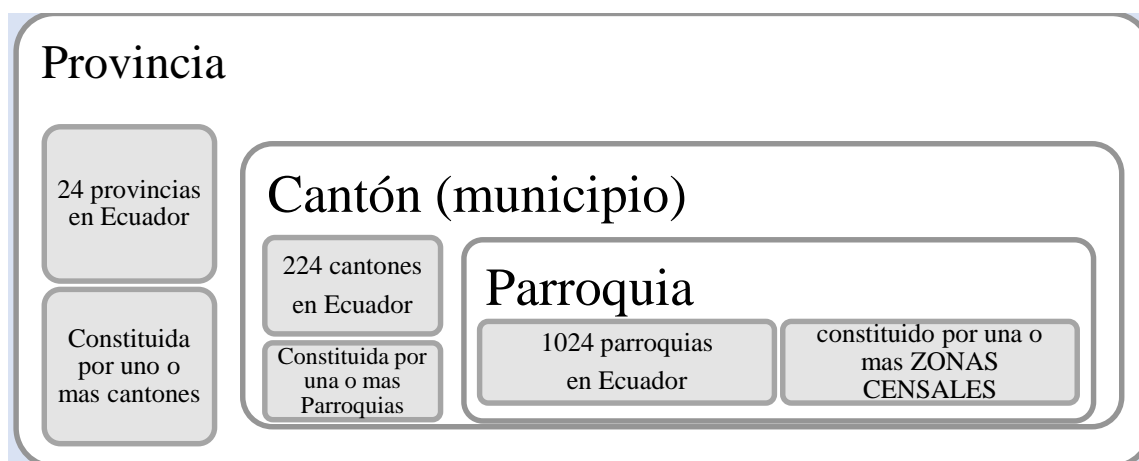 Provincia
24 provincias
en Ecuador
Constituida
por uno o
mas cantones
Cantón (municipio)
224 cantones
en Ecuador
Constituida por
una o mas
Parroquias
Parroquia
1024 parroquias
en Ecuador
constituido por una o
mas ZONAS
CENSALES